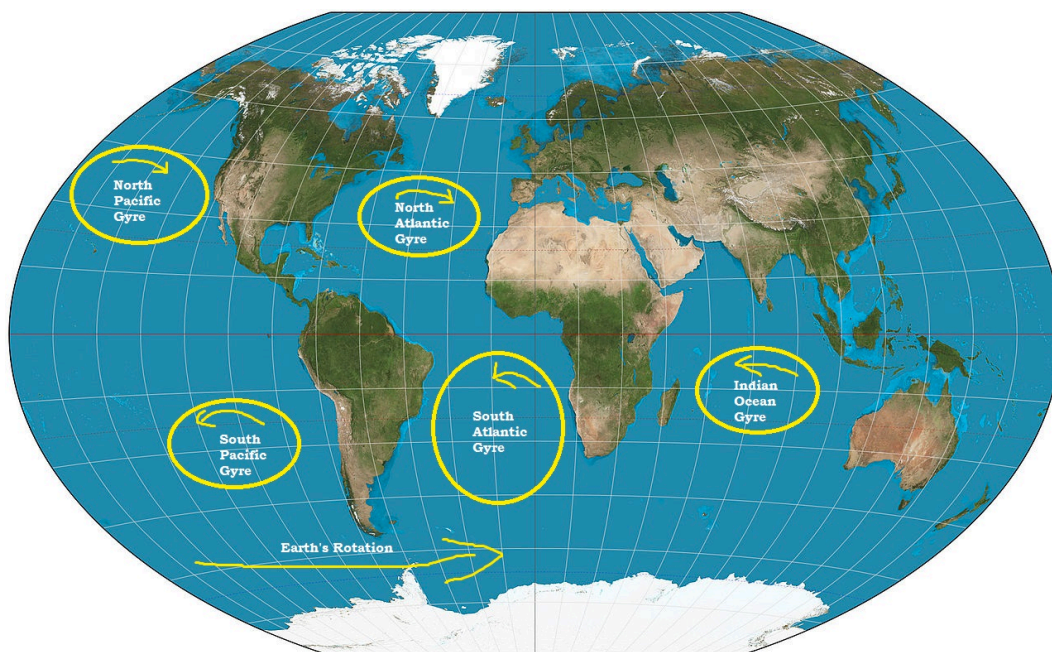 North
Pacific
Gyre
North
Atlantic
Gyre
Indian
Ocean
Gyre
South
Atlantic
Gyre
South
Pacific
Gyre
Earth's Rotation